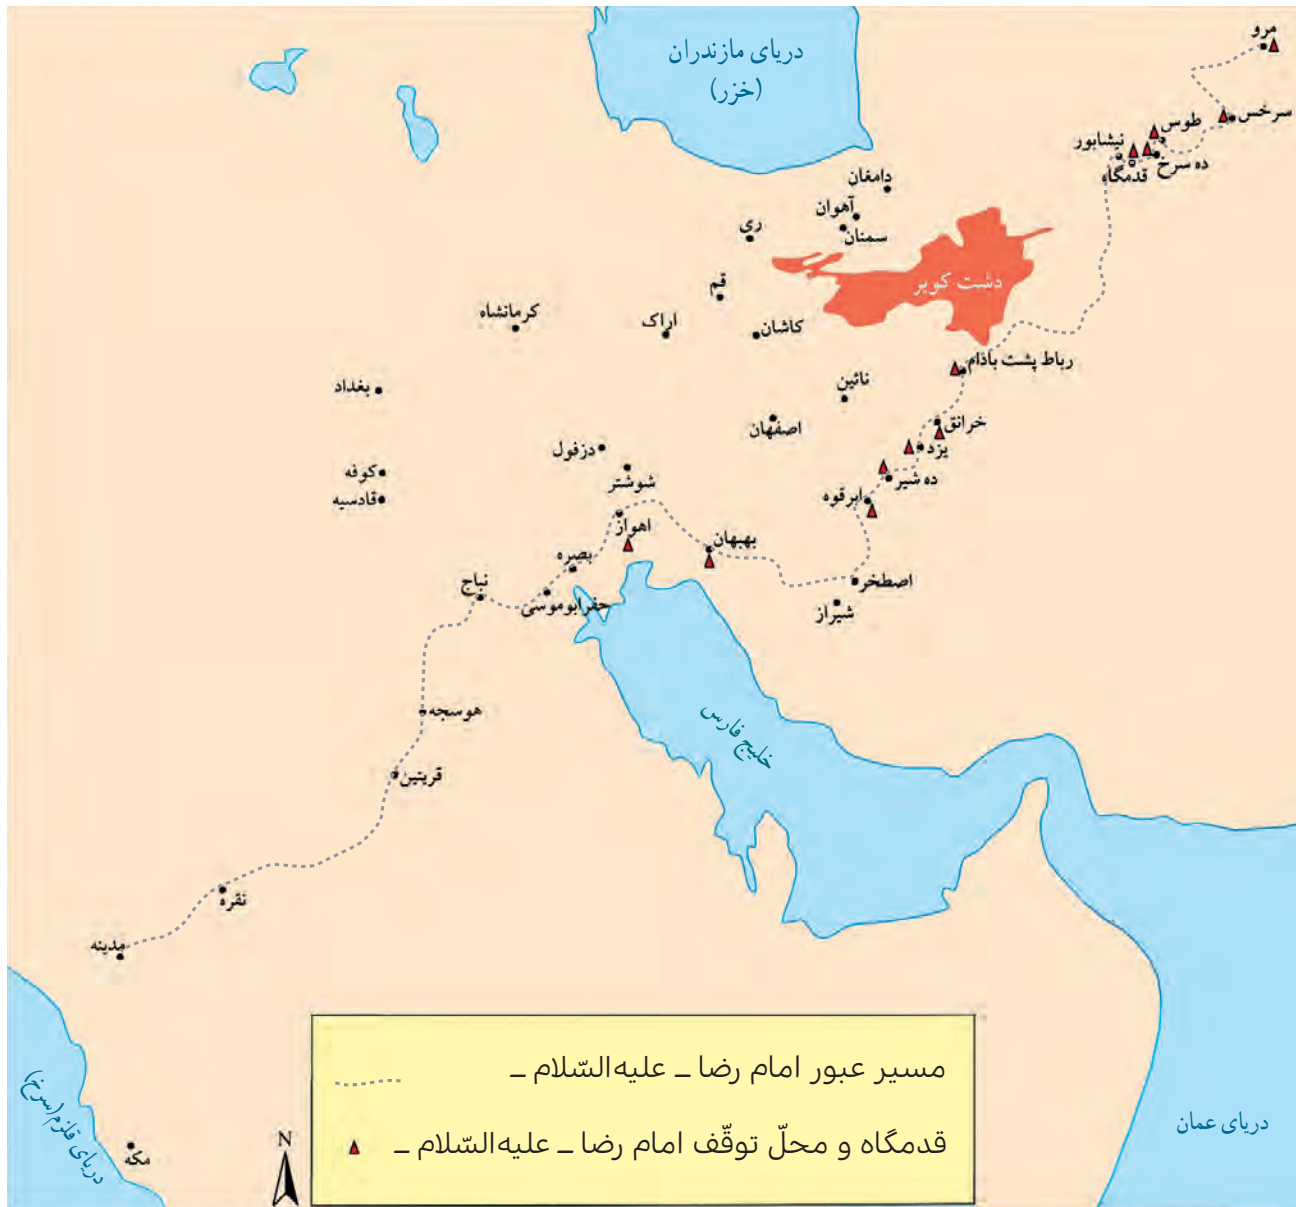 دریای مازندران
(خزر)
مرو
سرخس
طوس
نیشابور
ده سرخ
قدمگاه
دامغان
آهوان
سمنان
ری
دشت کویر
قم
کرمانشاه
اراک
کاشان
رباط پشت باذام
بغداد
نائین
خرانق
اصفهان
یزد
دزفول
کوفه
ده شیر
شوشتر
ابرقوه
قادسیه
اهواز
بهبهان
بصره
نباج
اصطخر
حفرابوموسی
شیراز
هوسجه
خلیج فارس
قریتین
نقره
مدینه
مسیر عبور امام رضا ـ علیه‌السّلام ـ
قدمگاه و محلّ توقّف امام رضا ـ علیه‌السّلام ـ
دریای قلزم(سرخ)
دریای عمان
N
مکه